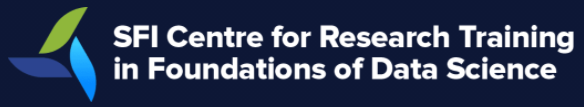 SFI Centre for Research Training
in Foundations of Data Science